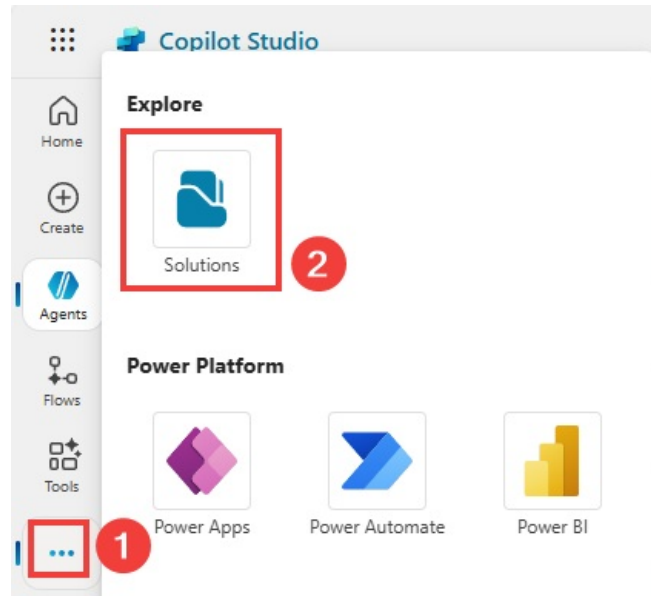 Copilot Studio
Explore
Home
Solutions
2
Create
Agents
Power Platform
Flows
Tools
Power Apps
Power Automate
Power BI
1